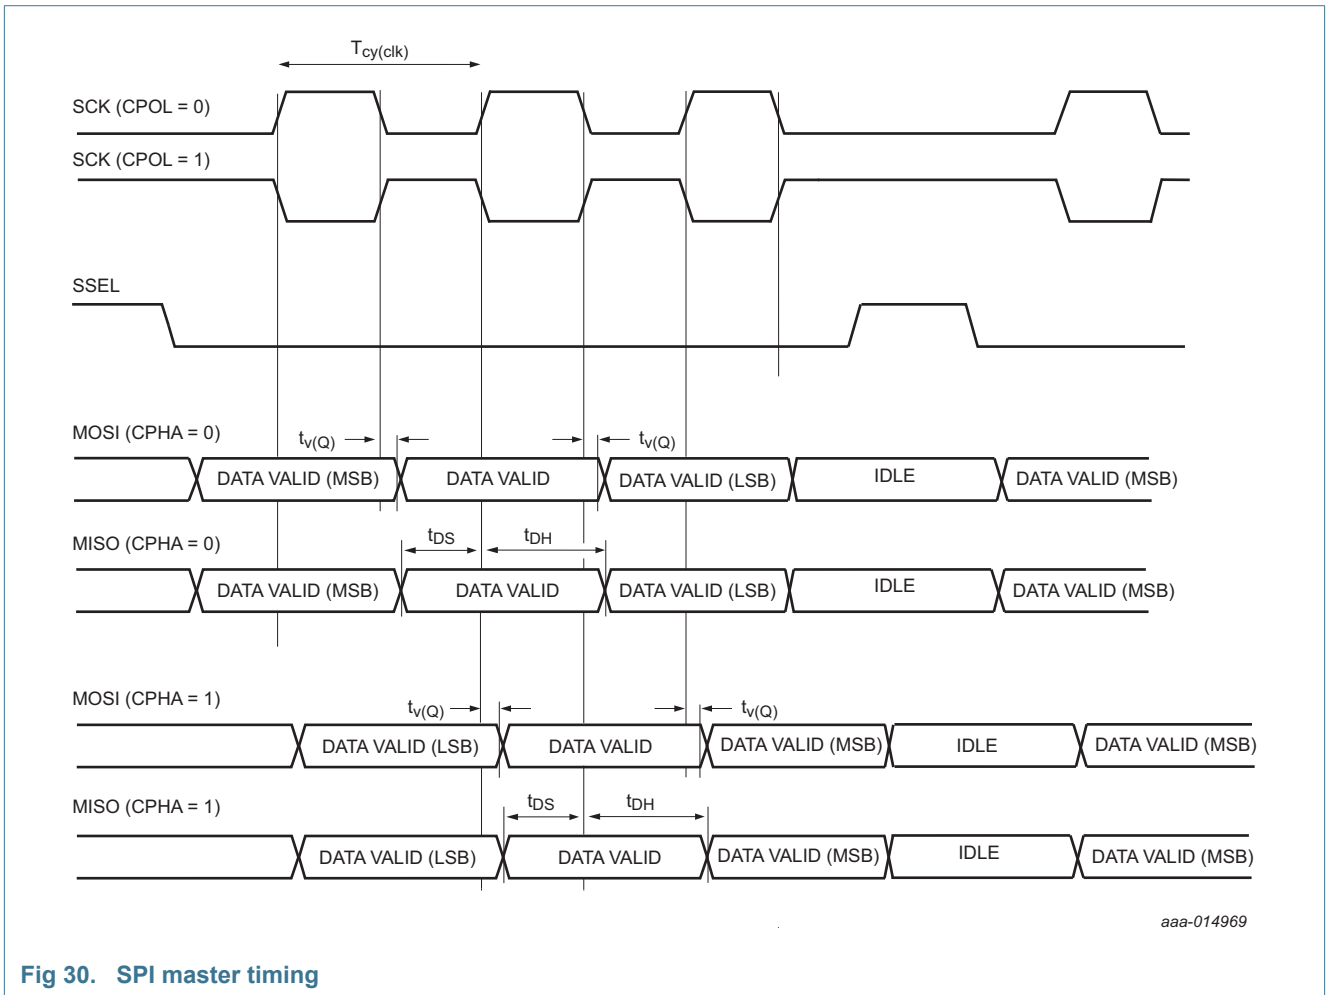 Tcy(clk)
SCK (CPOL = 0)
SCK (CPOL = 1)
SSEL
MOSI (CPHA = 0)
tv(Q) tv(Q)
DATA VALID (MSB) DATA VALID DATA VALID (LSB) IDLE DATA VALID (MSB)
MISO (CPHA = 0)
tDS tDH
DATA VALID (MSB) DATA VALID DATA VALID (LSB) IDLE DATA VALID (MSB)
MOSI (CPHA = 1)
tv(Q) tv(Q)
DATA VALID (LSB) DATA VALID DATA VALID (MSB) IDLE DATA VALID (MSB)
MISO (CPHA = 1)
tDS tDH
DATA VALID (LSB) DATA VALID DATA VALID (MSB) IDLE DATA VALID (MSB)
aaa-014969
Fig 30. SPI master timing